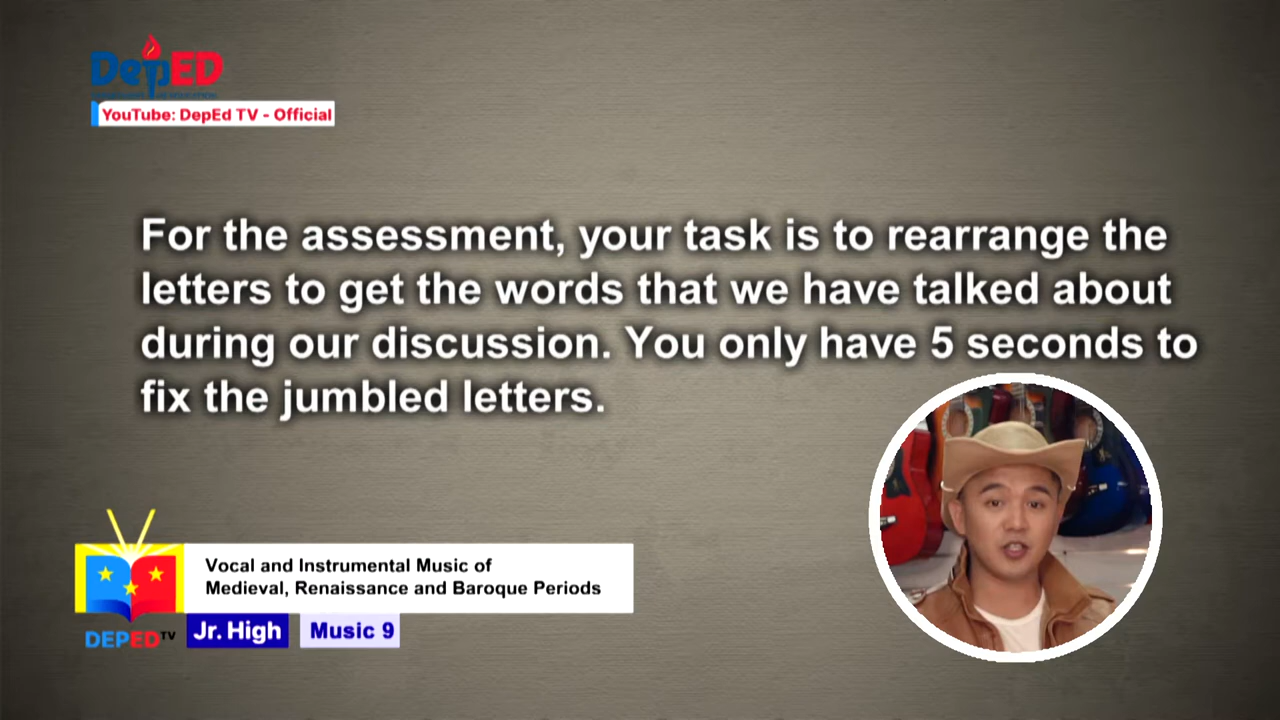 DepED
YouTube: DepEd TV - Official
For the assessment, your task is to rearrange the
letters to get the words that we have talked about
during our discussion. You only have 5 seconds to
fix the jumbled letters.
Vocal and Instrumental Music of
Medieval, Renaissance and Baroque Periods
DEPED TV
Jr. High
Music 9